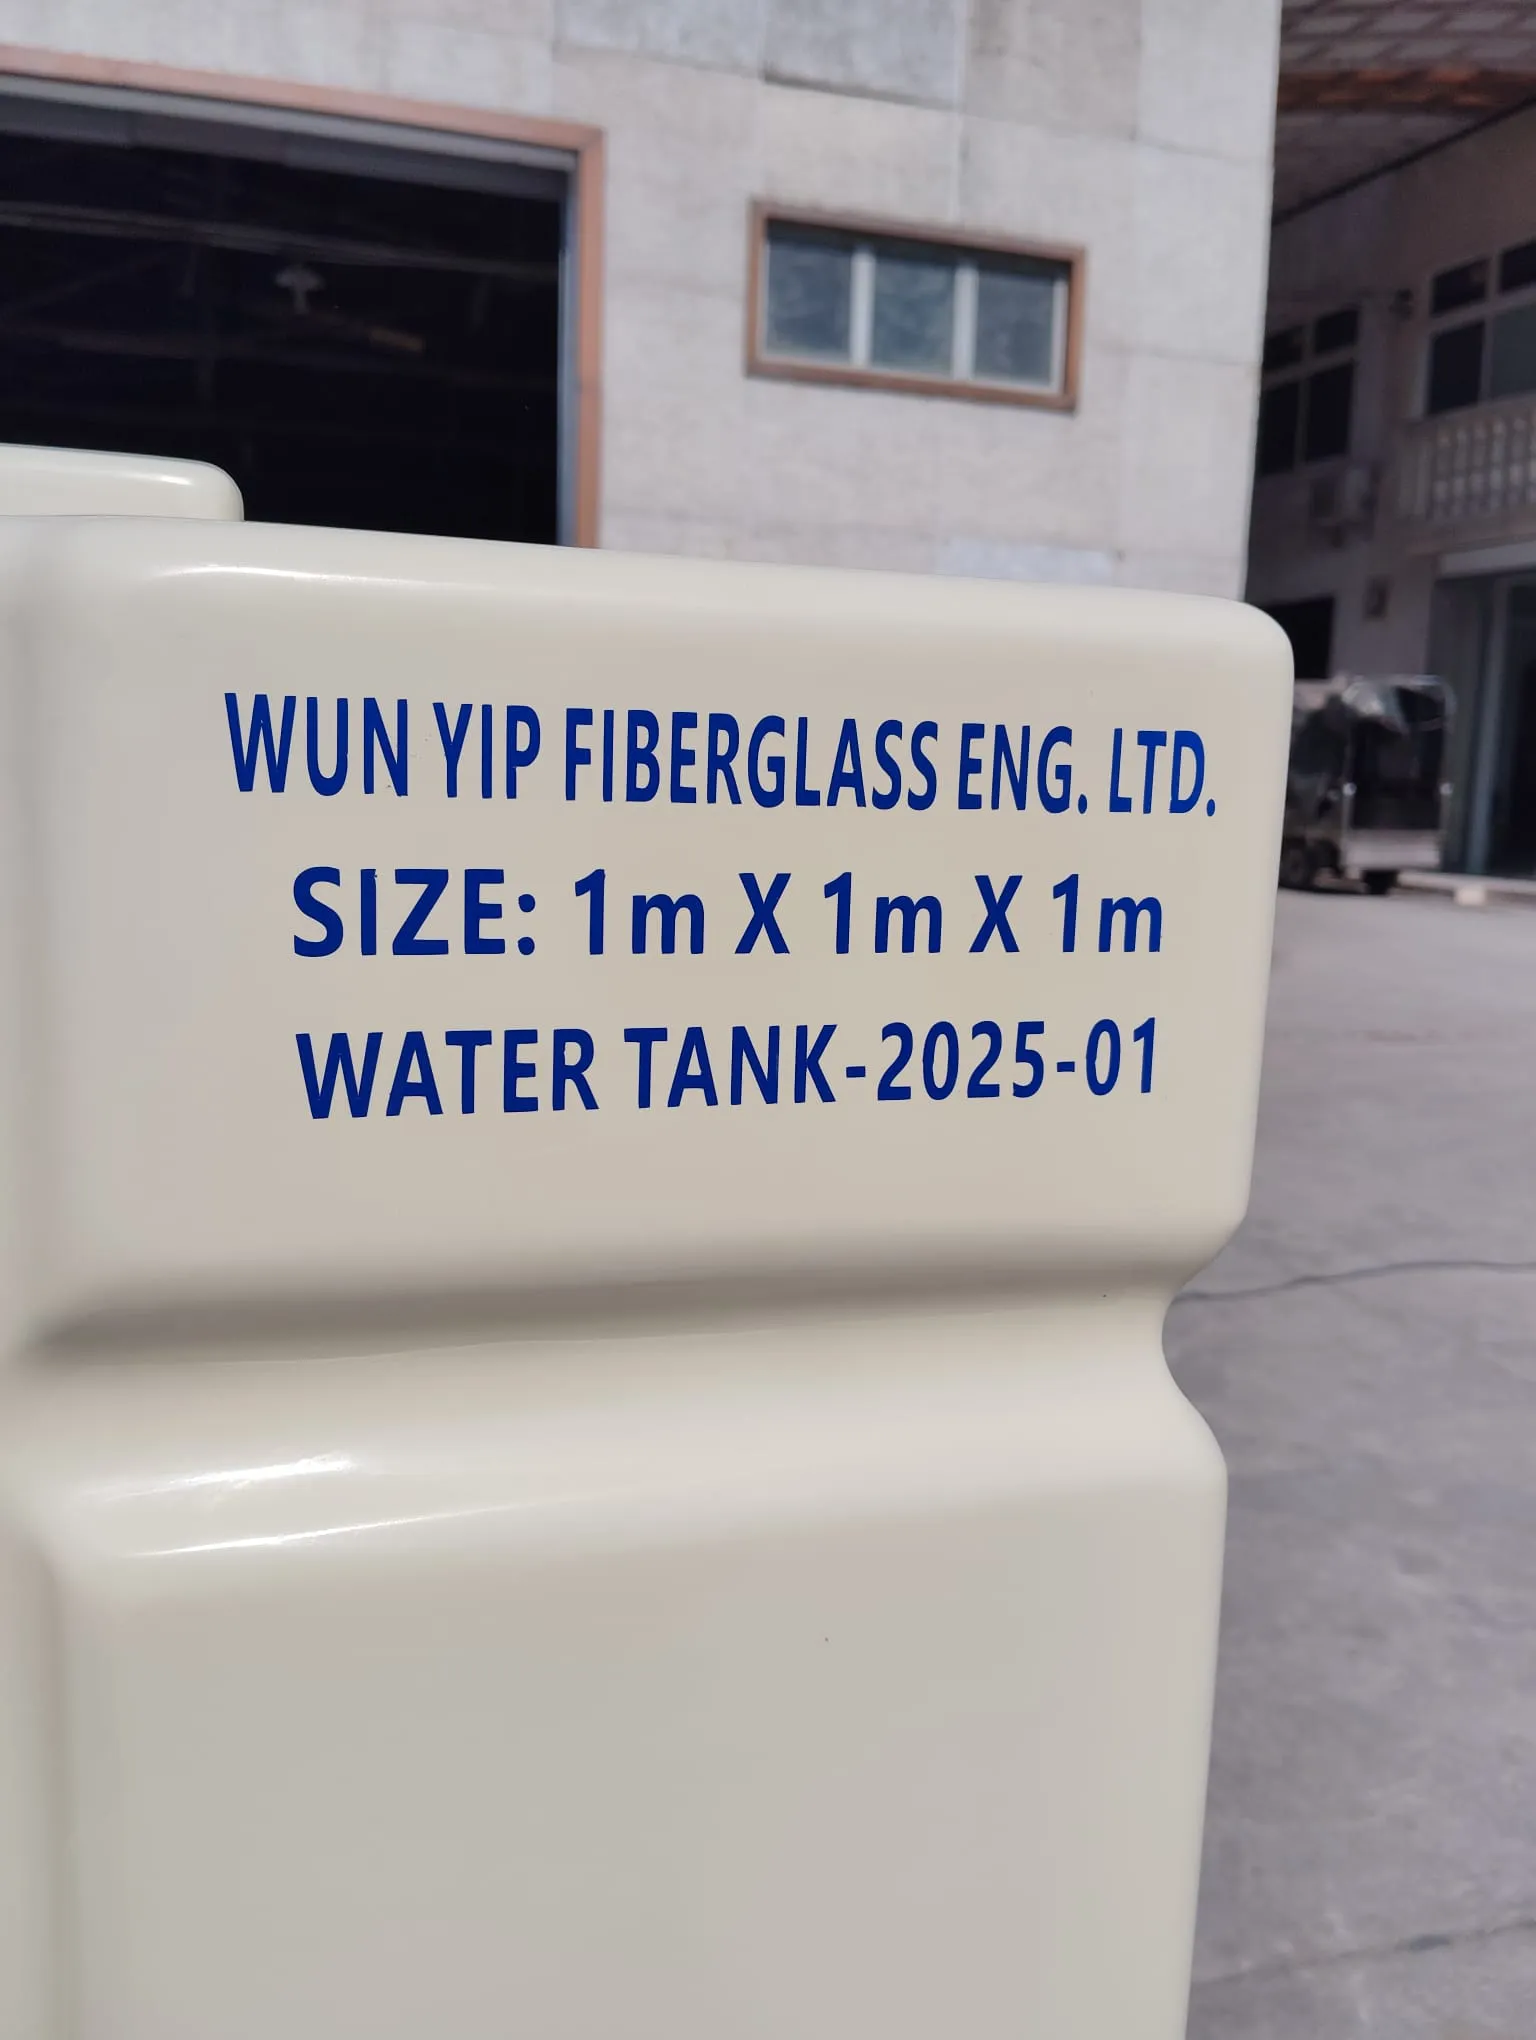 WUN YIP FIBERGLASS ENG. LTD.
SIZE: 1m X 1m X 1m
WATER TANK-2025-01